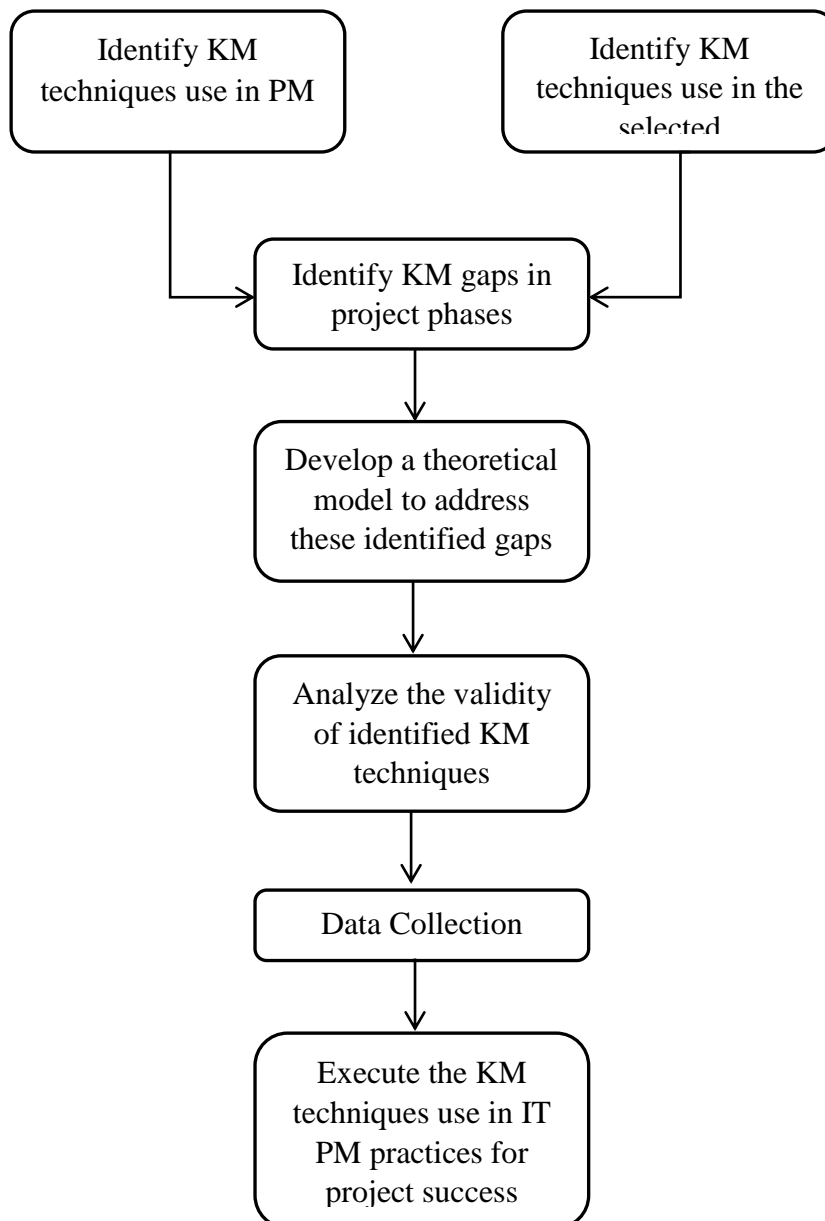 Identify KM
techniques use in PM
Identify KM
techniques use in the
selected
Identify KM gaps in
project phases
Develop a theoretical
model to address
these identified gaps
Analyze the validity
of identified KM
techniques
Data Collection
Execute the KM
techniques use in IT
PM practices for
project success